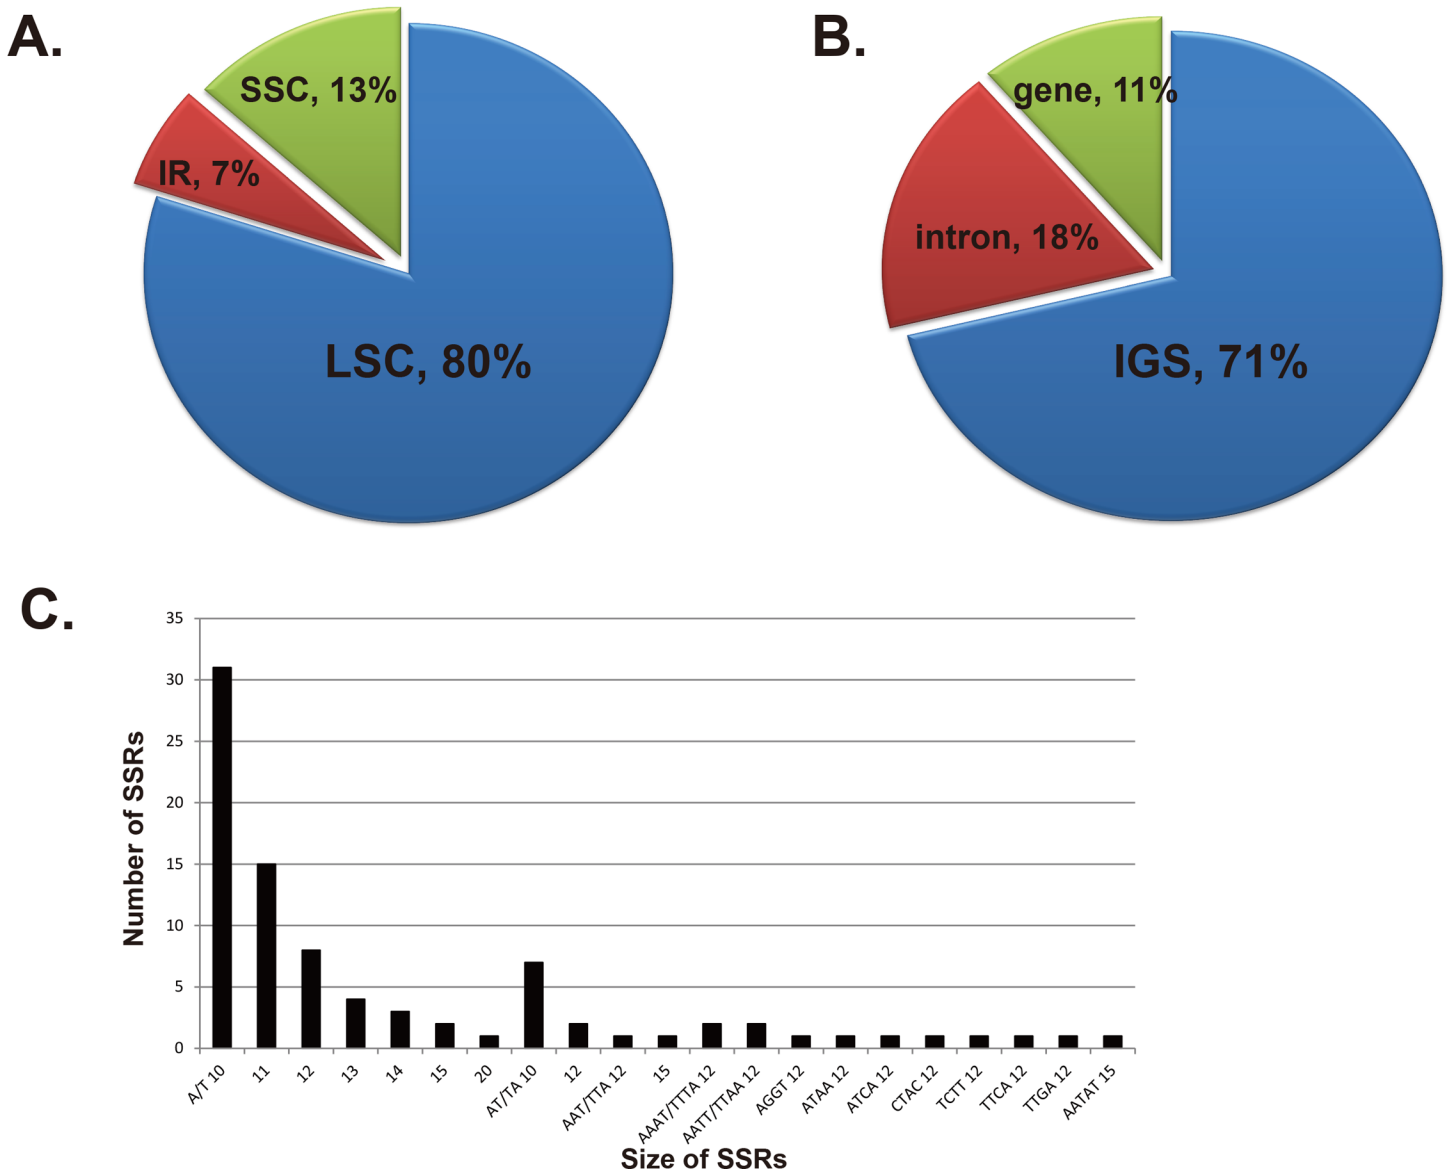 A.
SSC, 13%
IR, 7%
LSC, 80%
B.
gene, 11%
intron, 18%
IGS, 71%
C.
Number of SSRs
35
30
25
20
15
10
5
0
A/T 10
11
12
13
14
15
20
AT/TA 10
12
AAT/TTA 12
15
AAAT/TTTA 12
AATT/TTAA 12
AGGT 12
ATAA 12
ATCA 12
CTAC 12
TCTT 12
TTCA 12
TTGA 12
AATAT 15
Size of SSRs